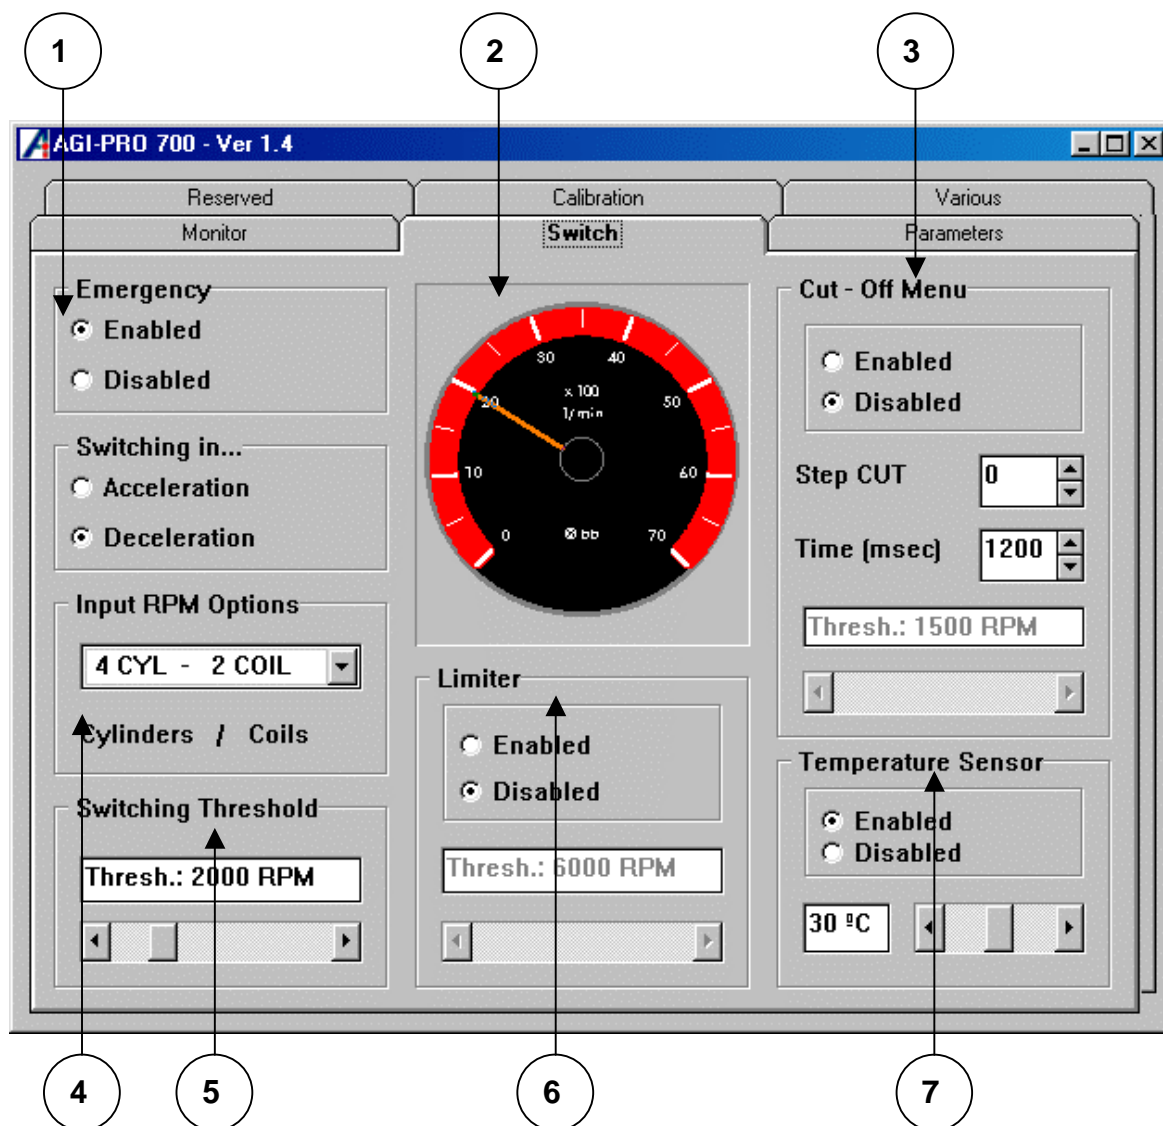 1
2
3
AGI-PRO 700 - Ver 1.4
Reserved
Calibration
Various
Monitor
Switch
Parameters
Emergency
Enabled
Disabled
Switching in...
Acceleration
Deceleration
Input RPM Options
4 CYL - 2 COIL
Cylinders / Coils
Switching Threshold
Thresh.: 2000 RPM
0
10
20
30
40
50
60
70
x 100
1/min
⊗ bb
Limiter
Enabled
Disabled
Thresh.: 6000 RPM
Cut - Off Menu
Enabled
Disabled
Step CUT
0
Time (msec)
1200
Thresh.: 1500 RPM
Temperature Sensor
Enabled
Disabled
30 ºC
4
5
6
7